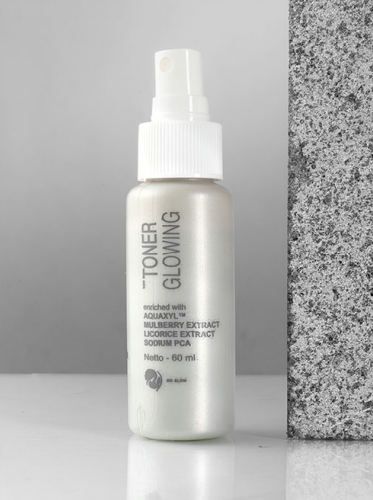 TONER
GLOWING
enriched with
AQUAXYL™
MULBERRY EXTRACT
LICORICE EXTRACT
SODIUM PCA
Netto - 60 ml